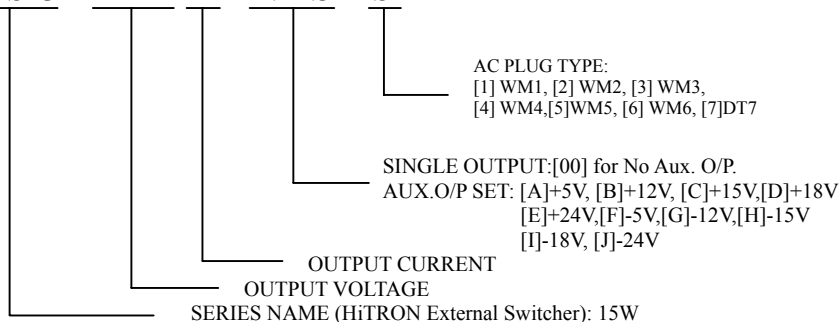 AC PLUG TYPE:
[1] WM1, [2] WM2, [3] WM3,
[4] WM4,[5]WM5, [6] WM6, [7]DT7
SINGLE OUTPUT:[00] for No Aux. O/P.
AUX.O/P SET: [A]+5V, [B]+12V, [C]+15V,[D]+18V
[E]+24V,[F]-5V,[G]-12V,[H]-15V
[I]-18V, [J]-24V
OUTPUT CURRENT
OUTPUT VOLTAGE
SERIES NAME (HiTRON External Switcher): 15W